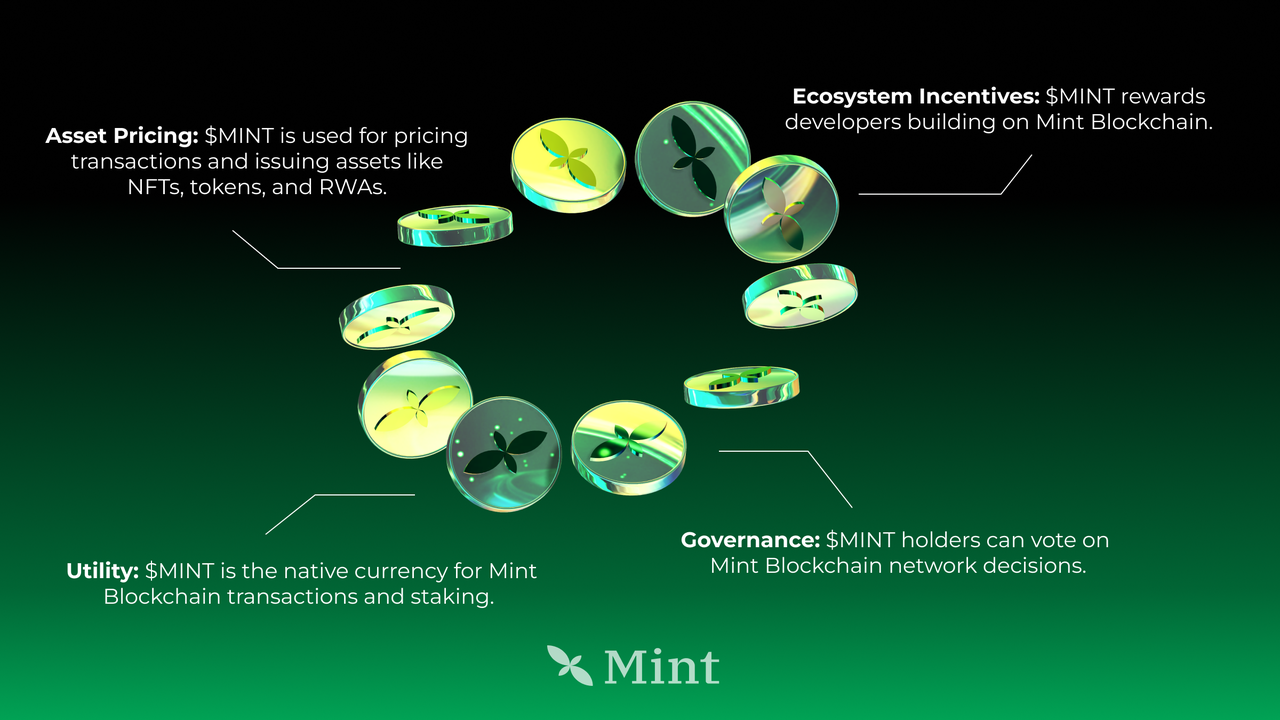 Asset Pricing: $MINT is used for pricing
transactions and issuing assets like
NFTs, tokens, and RWAs.
Ecosystem Incentives: $MINT rewards
developers building on Mint Blockchain.
Utility: $MINT is the native currency for Mint
Blockchain transactions and staking.
Governance: $MINT holders can vote on
Mint Blockchain network decisions.
Mint